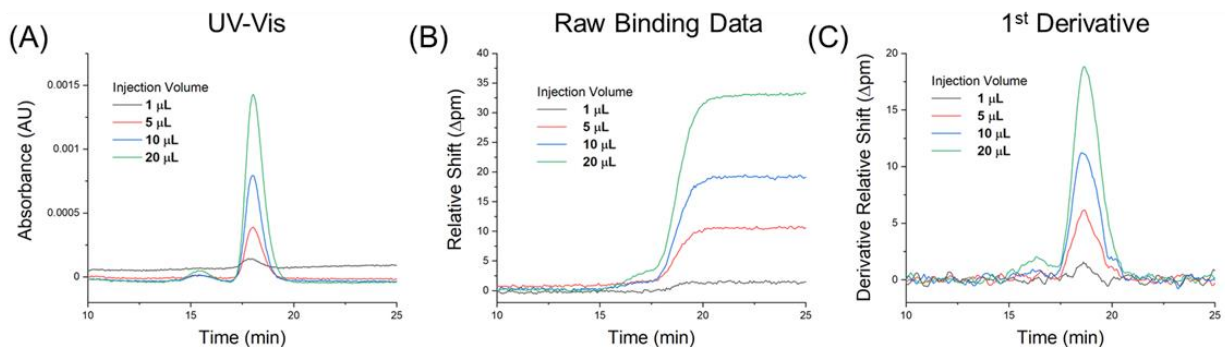 (A)
UV-Vis
Absorbance (AU)
0.0015
0.001
0.0005
0
Injection Volume
1 μL
5 μL
10 μL
20 μL
10
15
20
25
Time (min)
(B)
Raw Binding Data
Relative Shift (Δpm)
40
35
30
25
20
15
10
5
0
-5
Injection Volume
1 μL
5 μL
10 μL
20 μL
10
15
20
25
Time (min)
(C)
1st Derivative
Derivative Relative Shift (Δpm)
20
15
10
5
0
Injection Volume
1 μL
5 μL
10 μL
20 μL
10
15
20
25
Time (min)